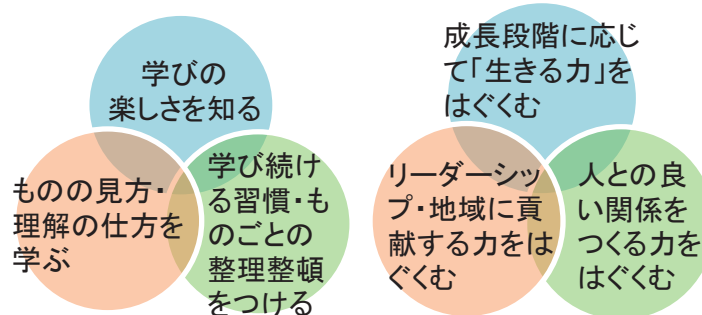 学びの
楽しさを知る
ものの見方・
理解の仕方を
学ぶ
学び続け
る習慣・も
のごとの
整理整頓
をつける
成長段階に応じ
て「生きる力」を
はぐくむ
リーダーシッ
プ・地域に貢
献する力をは
ぐくむ
人との良
い関係を
つくる力を
はぐくむ